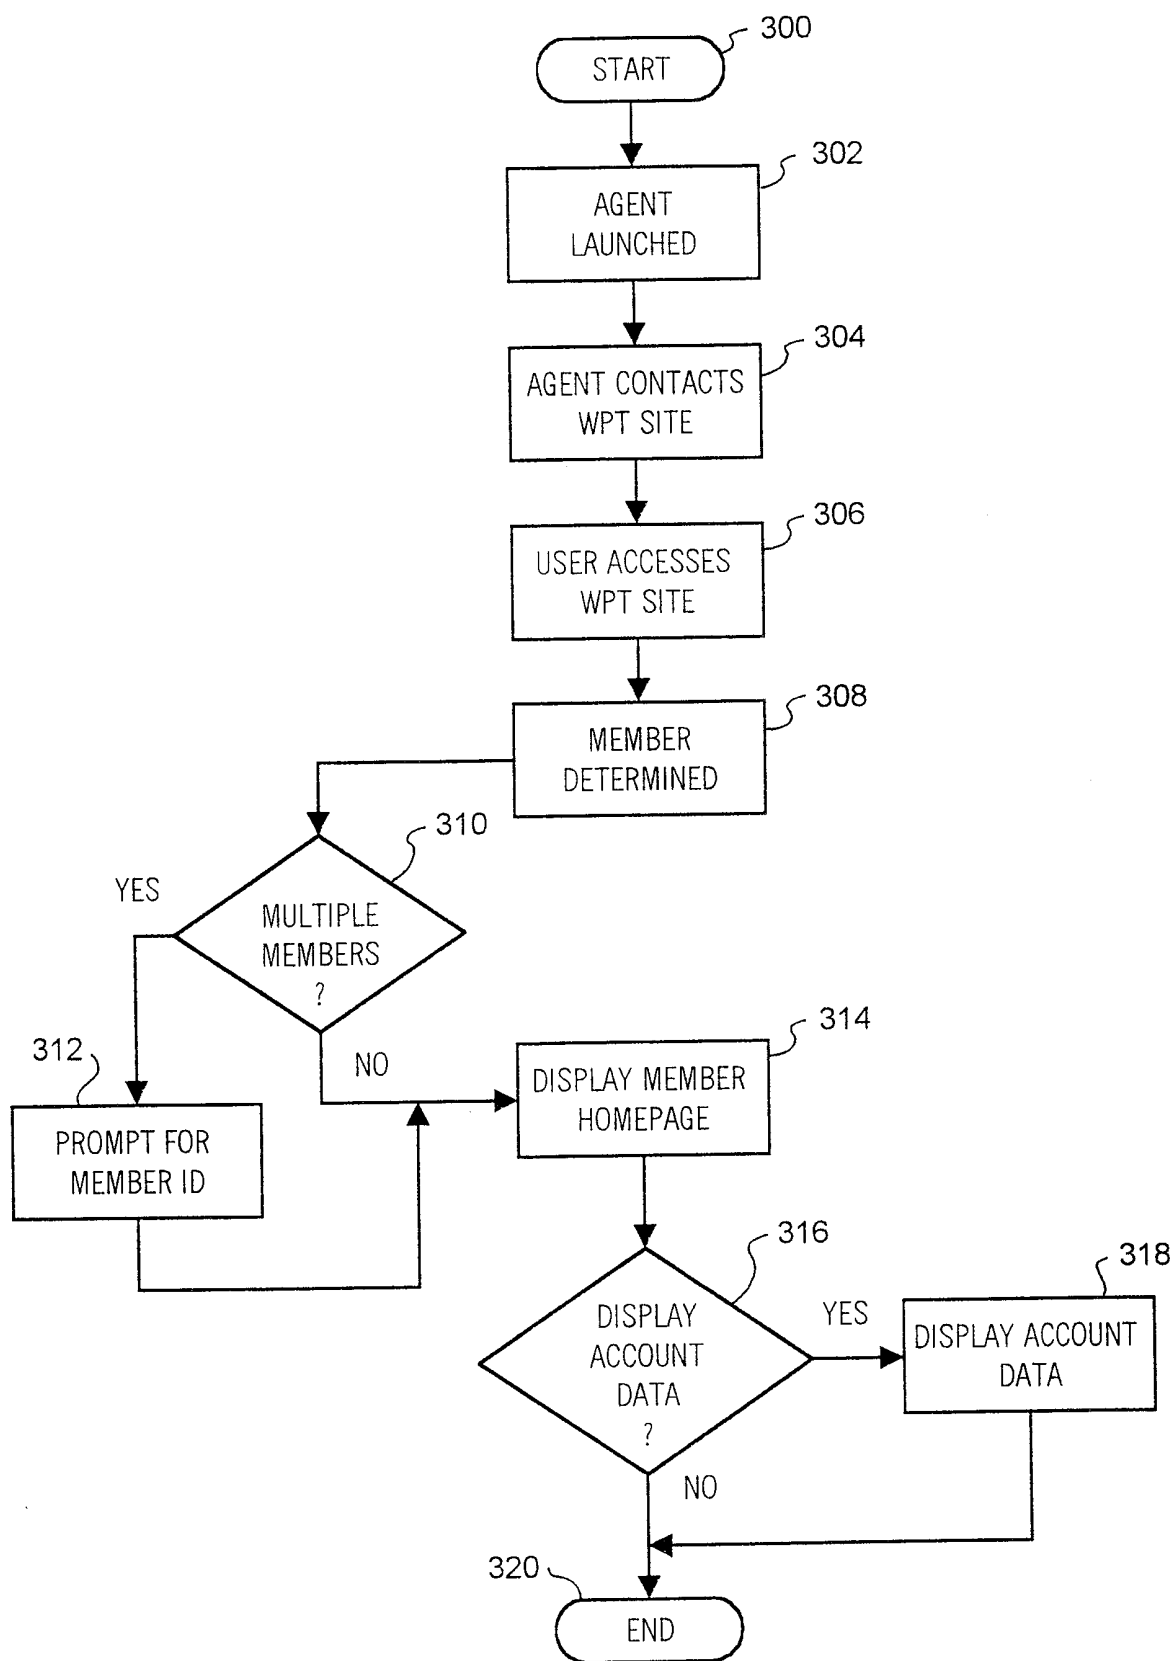 300
START
302
AGENT
LAUNCHED
304
AGENT CONTACTS
WPT SITE
306
USER ACCESSES
WPT SITE
308
MEMBER
DETERMINED
310
YES
MULTIPLE
MEMBERS
?
312
NO
314
DISPLAY MEMBER
HOMEPAGE
PROMPT FOR
MEMBER ID
316
318
YES
DISPLAY
ACCOUNT
DATA
?
DISPLAY ACCOUNT
DATA
NO
320
END